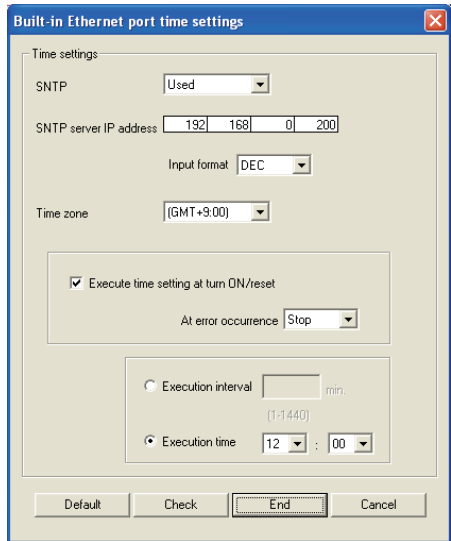 Built-in Ethernet port time settings
Time settings
SNTP Used
SNTP server IP address 192 168 0 200
Input format DEC
Time zone (GMT+9:00)
Execute time setting at turn ON/reset
At error occurrence Stop
Execution interval min.
(1-1440)
Execution time 12 : 00
Default Check End Cancel